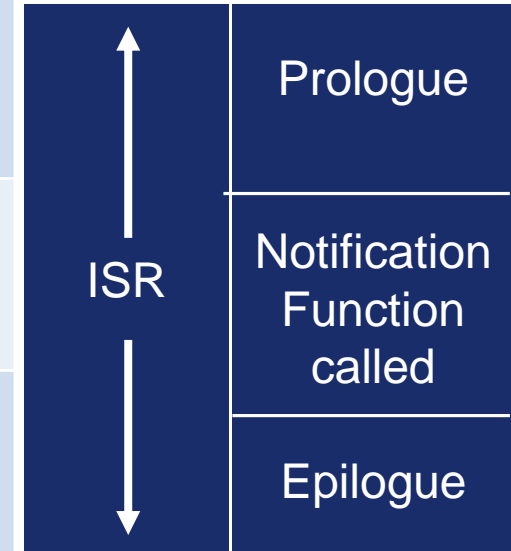 ISR
Prologue
Notification
Function
called
Epilogue